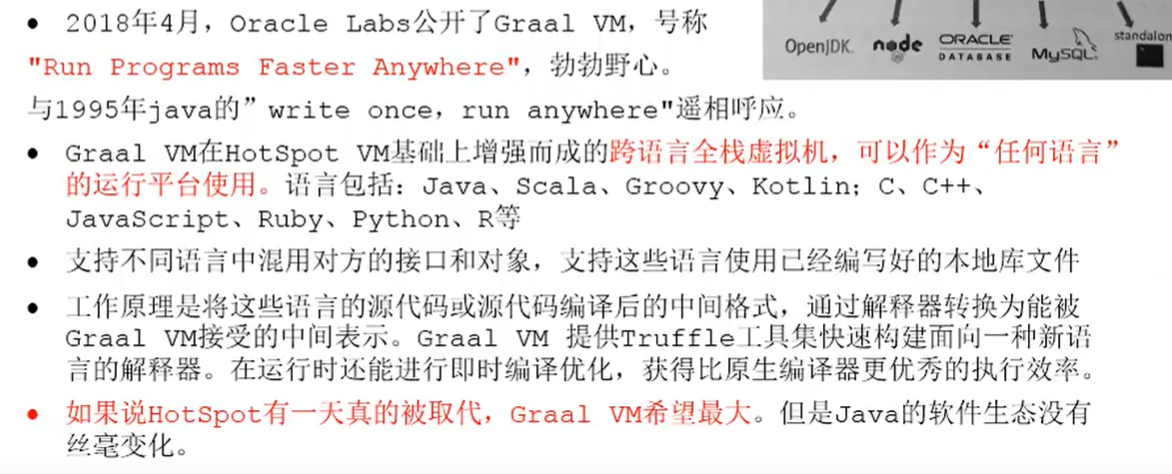 OpenJDK
node
JS
ORACLE
DATABASE
MySQL
standalon
• 2018年4月，Oracle Labs公开了Graal VM，号称
"Run Programs Faster Anywhere"，勃勃野心。
与1995年java的”write once，run anywhere"遥相呼应。
• Graal VM在HotSpot VM基础上增强而成的跨语言全栈虚拟机，可以作为“任何语言”
的运行平台使用。语言包括：Java、Scala、Groovy、Kotlin；C、C++、
JavaScript、Ruby、Python、R等
• 支持不同语言中混用对方的接口和对象，支持这些语言使用已经编写好的本地库文件
• 工作原理是将这些语言的源代码或源代码编译后的中间格式，通过解释器转换为能被
Graal VM接受的中间表示。Graal VM 提供Truffle工具集快速构建面向一种新语
言的解释器。在运行时还能进行即时编译优化，获得比原生编译器更优秀的执行效率。
• 如果说HotSpot有一天真的被取代，Graal VM希望最大。但是Java的软件生态没有
丝毫变化。